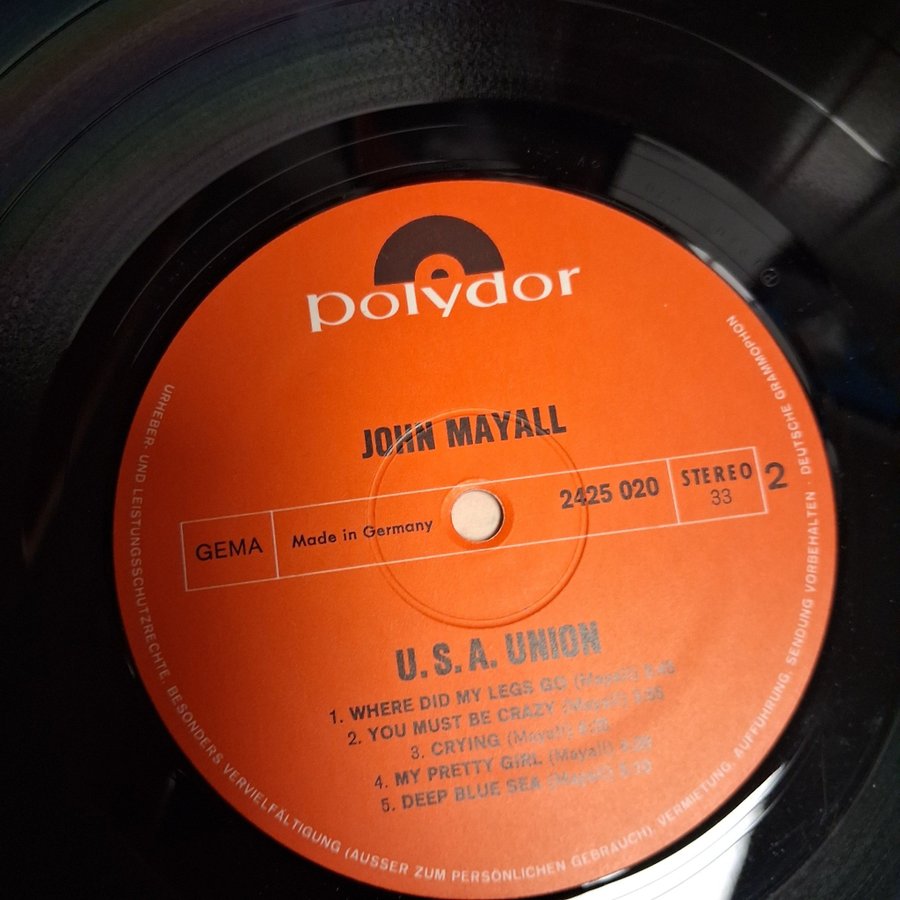 polydor
JOHN MAYALL
GEMA
Made in Germany
2425 020
STEREO
33
2
U.S.A. UNION
1. WHERE DID MY LEGS GO (Mayall)
2. YOU MUST BE CRAZY (Mayall)
3. CRYING (Mayall)
4. MY PRETTY GIRL (Mayall)
5. DEEP BLUE SEA (Mayall)
URHEBER- UND LEISTUNGSSCHUTZRECHTE, BESONDERS VERVIELFÄLTIGUNG (AUSSER ZUM PERSÖNLICHEN GEBRAUCH), VERMIETUNG, AUFFÜHRUNG, SENDUNG VORBEHALTEN · DEUTSCHE GRAMMOPHON